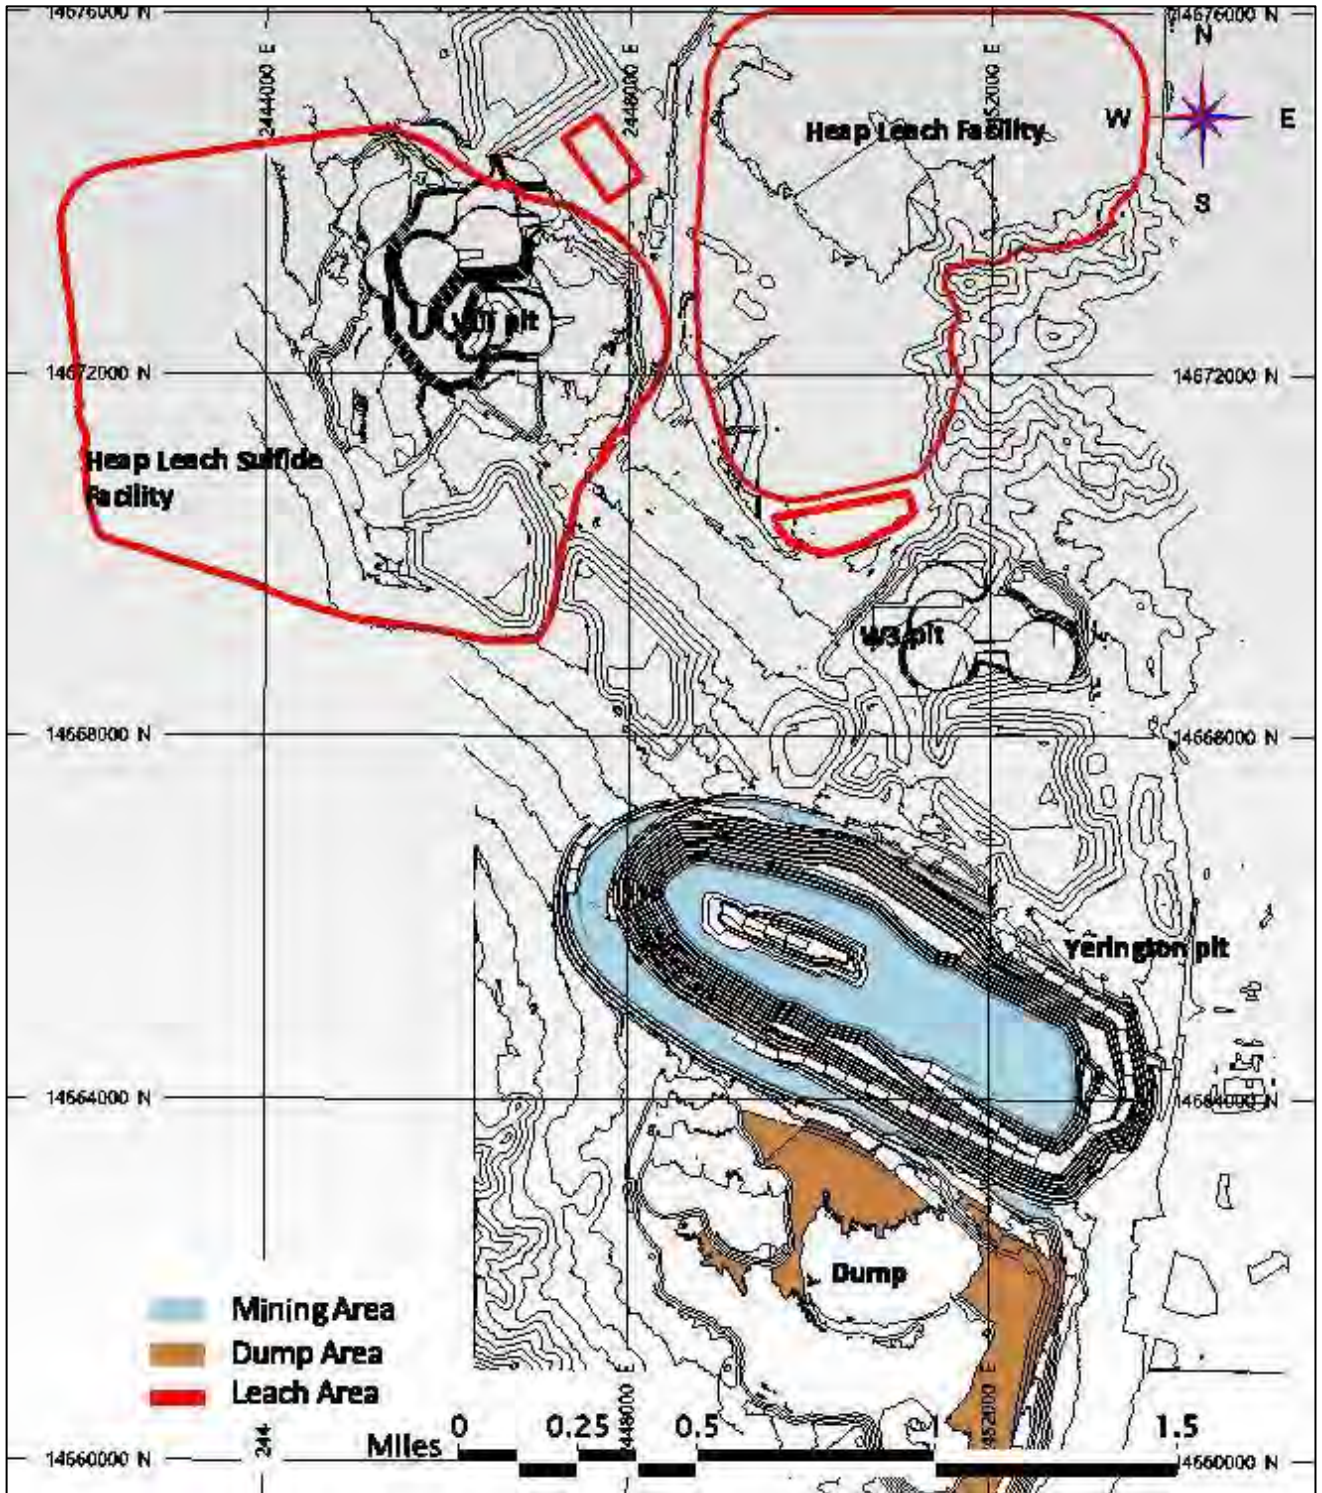 14676000 N
14676000 N
N
2444000 E
2448000 E
Heap Leach Facility
W
E
S
pit
14672000 N
14672000 N
Heap Leach Sulfide
Facility
W3 pit
14668000 N
14668000 N
Yerington pit
14664000 N
14664000 N
Dump
Mining Area
Dump Area
Leach Area
2448000 E
0
0.25
0.5
1
1.5
Miles
244
14660000 N
14660000 N